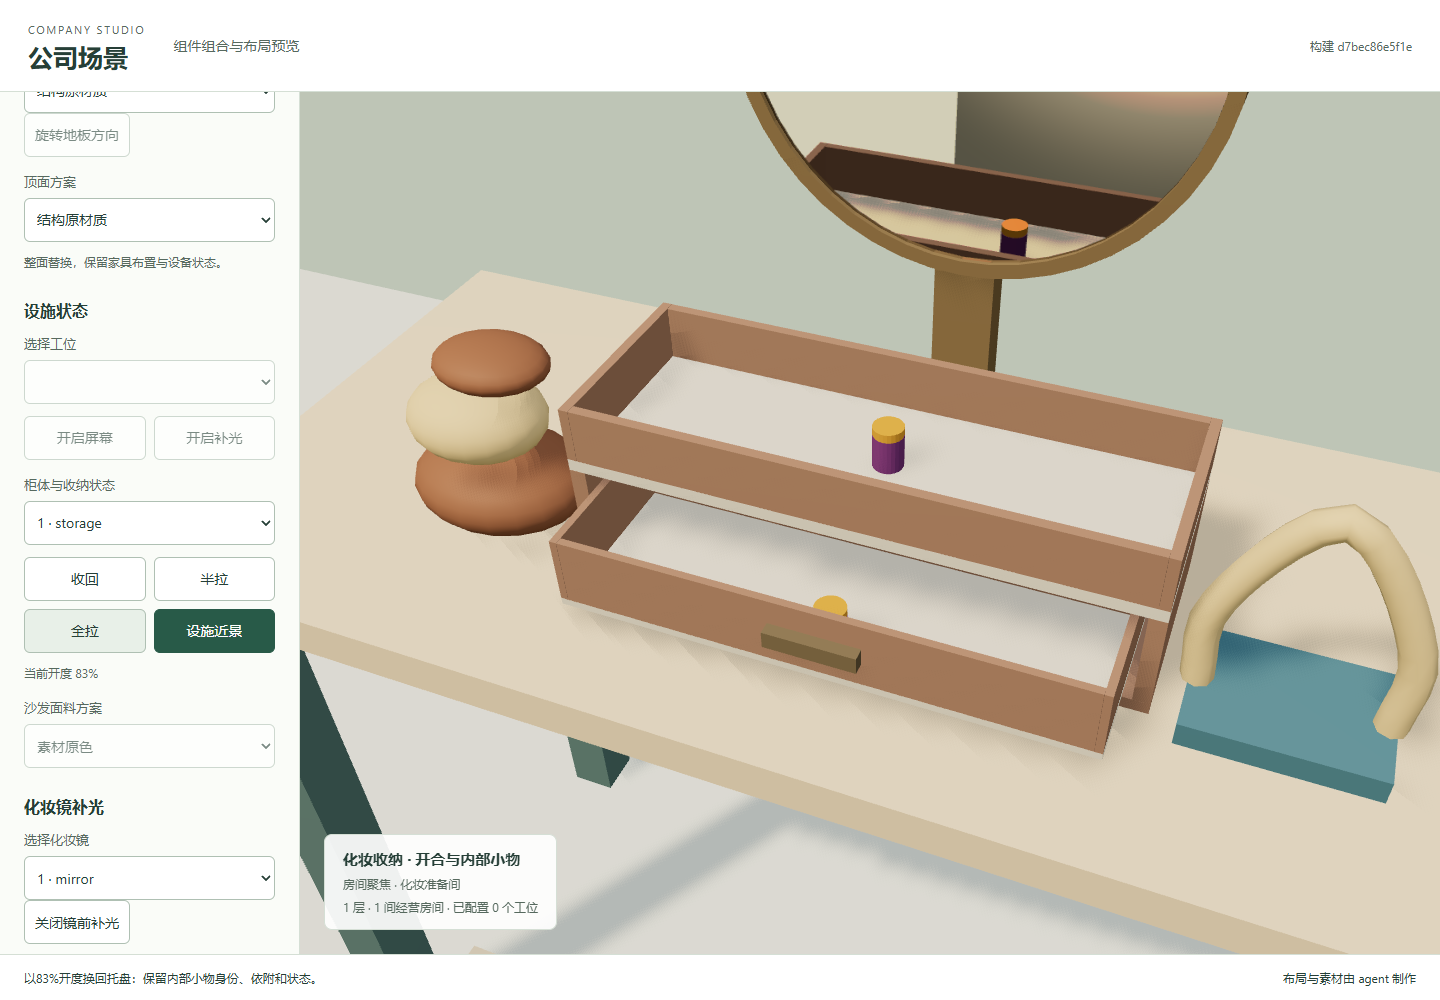 COMPANY STUDIO
公司场景
组件组合与布局预览
构建 d7bec86e5f1e
结构原材质
旋转地板方向
顶面方案
结构原材质
整面替换，保留家具布置与设备状态。
设施状态
选择工位
开启屏幕
开启补光
柜体与收纳状态
1 · storage
收回
半拉
全拉
设施近景
当前开度 83%
沙发面料方案
素材原色
化妆镜补光
选择化妆镜
1 · mirror
关闭镜前补光
化妆收纳 · 开合与内部小物
房间聚焦 · 化妆准备间
1 层 · 1 间经营房间 · 已配置 0 个工位
以83%开度换回托盘：保留内部小物身份、依附和状态。
布局与素材由 agent 制作